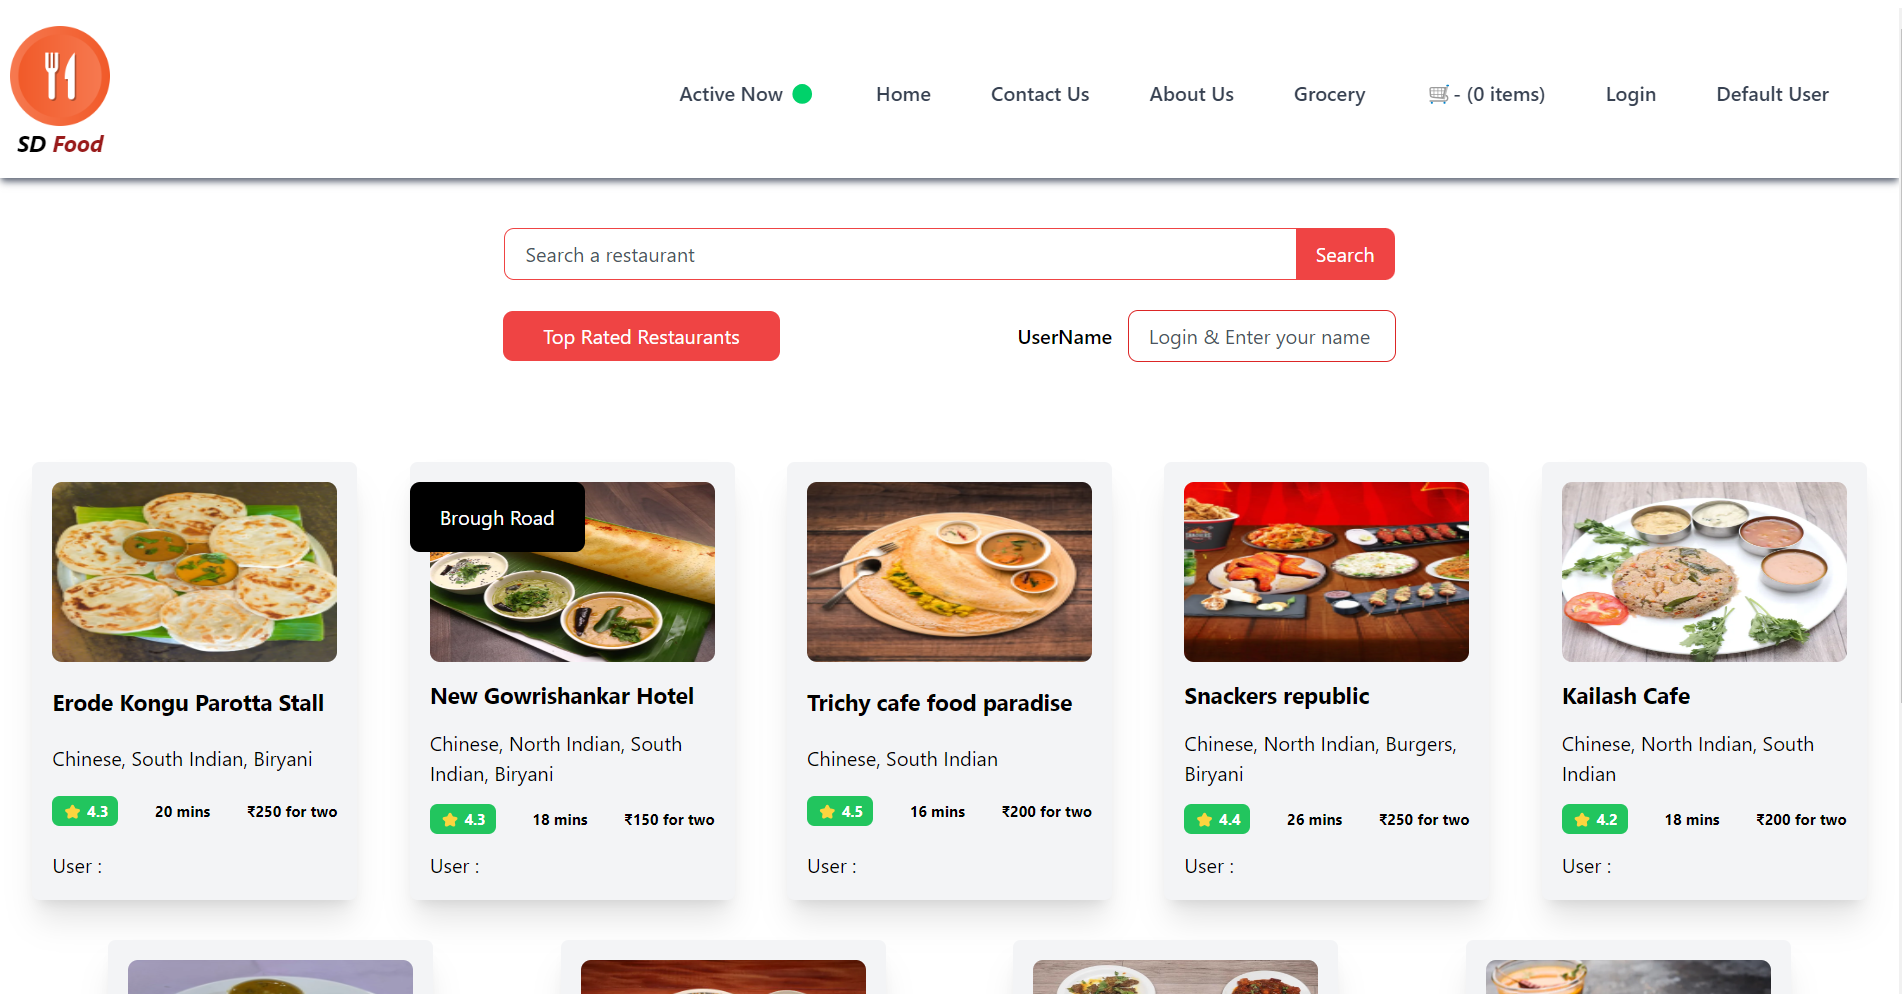 SD Food
Active Now
Home
Contact Us
About Us
Grocery
🛒- (0 items)
Login
Default User
Search a restaurant
Search
Top Rated Restaurants
UserName
Login & Enter your name
Erode Kongu Parotta Stall
Chinese, South Indian, Biryani
⭐ 4.3
20 mins
₹250 for two
User :
Brough Road
New Gowrishankar Hotel
Chinese, North Indian, South
Indian, Biryani
⭐ 4.3
18 mins
₹150 for two
User :
Trichy cafe food paradise
Chinese, South Indian
⭐ 4.5
16 mins
₹200 for two
User :
Snackers republic
Chinese, North Indian, Burgers,
Biryani
⭐ 4.4
26 mins
₹250 for two
User :
Kailash Cafe
Chinese, North Indian, South
Indian
⭐ 4.2
18 mins
₹200 for two
User :